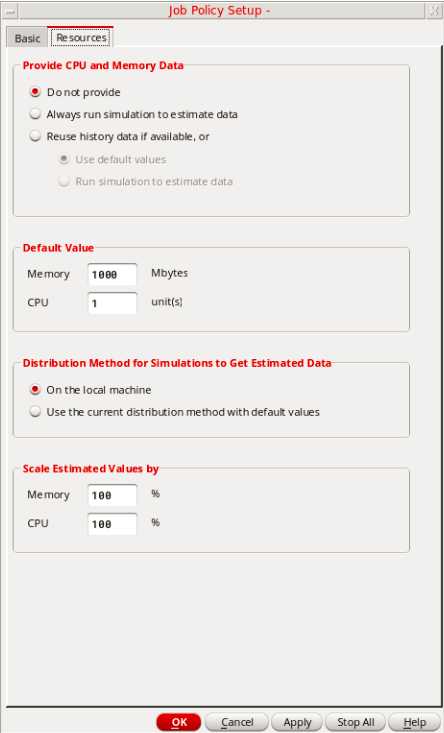 Job Policy Setup -
Basic
Resources
Provide CPU and Memory Data
Do not provide
Always run simulation to estimate data
Reuse history data if available, or
Use default values
Run simulation to estimate data
Default Value
Memory 1000 Mbytes
CPU 1 unit(s)
Distribution Method for Simulations to Get Estimated Data
On the local machine
Use the current distribution method with default values
Scale Estimated Values by
Memory 100 %
CPU 100 %
OK Cancel Apply Stop All Help